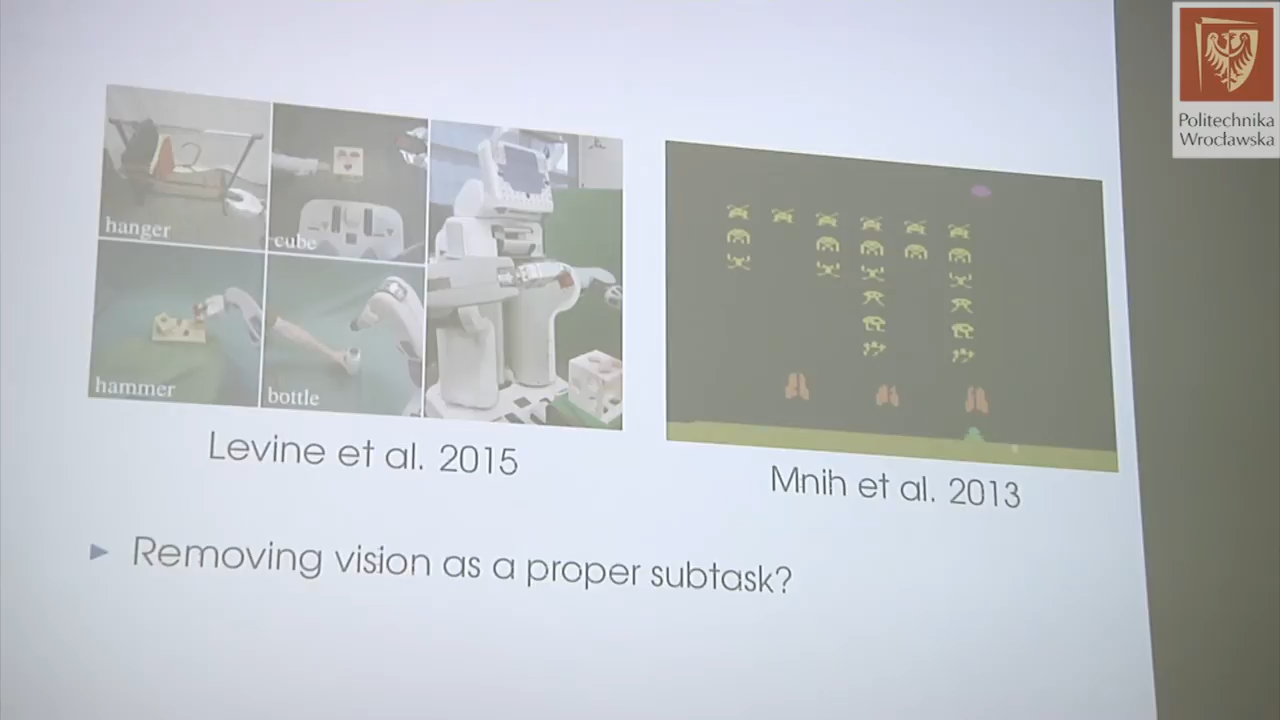 Politechnika
Wrocławska
hanger
cube
hammer
bottle
Levine et al. 2015
Mnih et al. 2013
Removing vision as a proper subtask?